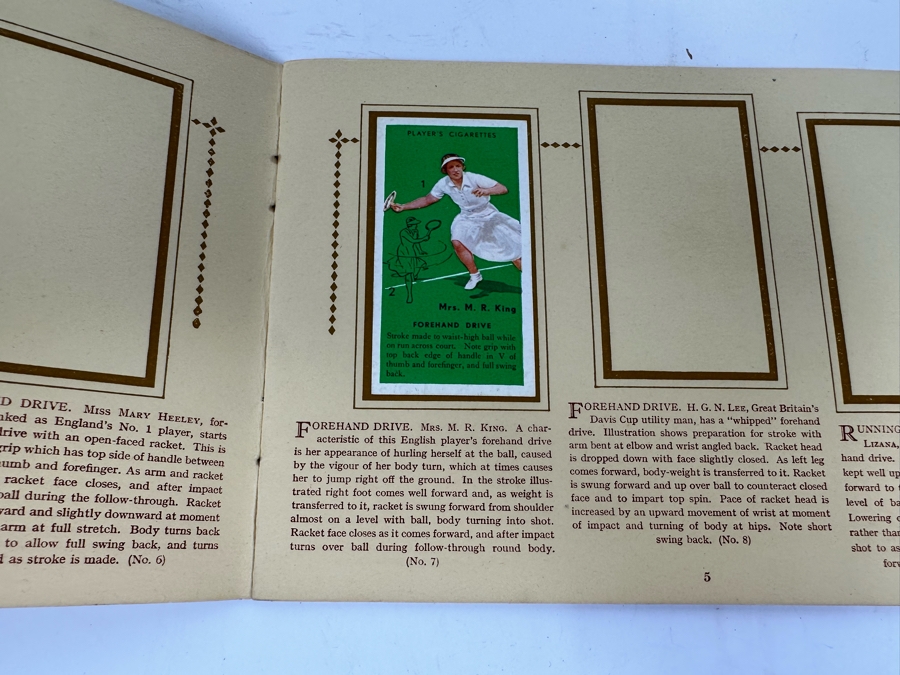 D DRIVE. MISS MARY HEELEY, for-
nked as England's No. 1 player, starts
drive with an open-faced racket. This is
grip which has top side of handle between
humb and forefinger. As arm and racket
racket face closes, and after impact
ball during the follow-through. Racket
ward and slightly downward at moment
arm at full stretch. Body turns back
to allow full swing back, and turns
d as stroke is made. (No. 6)
PLAYER'S CIGARETTES
1
2
Mrs. M. R. King
FOREHAND DRIVE
Stroke made to waist-high ball while
on run across court. Note grip with
top back edge of handle in V of
thumb and forefinger, and full swing
back.
FOREHAND DRIVE. MRS. M. R. KING. A char-
acteristic of this English player's forehand drive
is her appearance of hurling herself at the ball, caused
by the vigour of her body turn, which at times causes
her to jump right off the ground. In the stroke illus-
trated right foot comes well forward and, as weight is
transferred to it, racket is swung forward from shoulder
almost on a level with ball, body turning into shot.
Racket face closes as it comes forward, and after impact
turns over ball during follow-through round body.
(No. 7)
FOREHAND DRIVE. H. G. N. LEE, Great Britain's
Davis Cup utility man, has a "whipped" forehand
drive. Illustration shows preparation for stroke with
arm bent at elbow and wrist angled back. Racket head
is dropped down with face slightly closed. As left leg
comes forward, body-weight is transferred to it. Racket
is swung forward and up over ball to counteract closed
face and to impart top spin. Pace of racket head is
increased by an upward movement of wrist at moment
of impact and turning of body at hips. Note short
swing back. (No. 8)
RUNNING
LIZANA,
hand drive.
kept well up
forward to t
level of ba
Lowering o
rather than
shot to as
forw
5